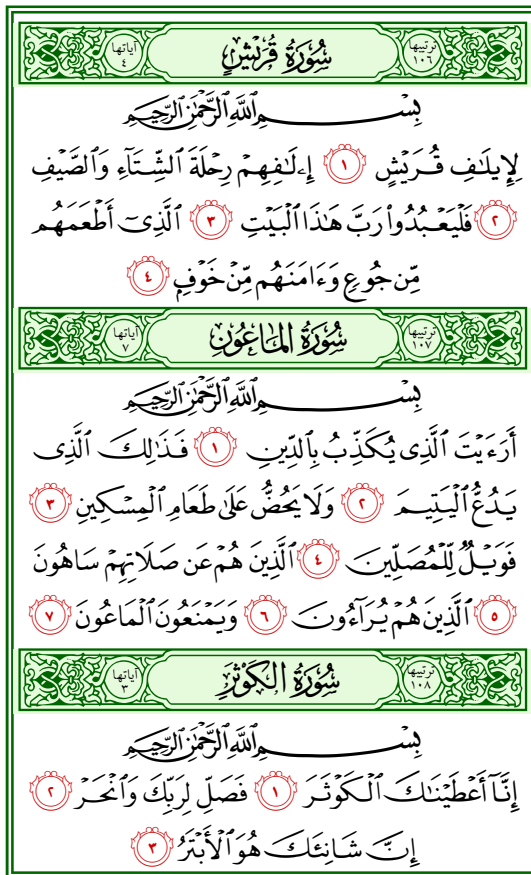 ترتيبها ١٠٦ سُورَةُ قُرَيْشٍ آياتها ٤
بِسْمِ ٱللَّهِ ٱلرَّحْمَٰنِ ٱلرَّحِيمِ
لِإِيلَٰفِ قُرَيْشٍ ١ إِۦلَٰفِهِمْ رِحْلَةَ ٱلشِّتَآءِ وَٱلصَّيْفِ
٢ فَلْيَعْبُدُوا۟ رَبَّ هَٰذَا ٱلْبَيْتِ ٣ ٱلَّذِىٓ أَطْعَمَهُم
مِّن جُوعٍ وَءَامَنَهُم مِّنْ خَوْفٍۭ ٤
ترتيبها ١٠٧ سُورَةُ المَاعُونِ آياتها ٧
بِسْمِ ٱللَّهِ ٱلرَّحْمَٰنِ ٱلرَّحِيمِ
أَرَءَيْتَ ٱلَّذِى يُكَذِّبُ بِٱلدِّينِ ١ فَذَٰلِكَ ٱلَّذِى
يَدُعُّ ٱلْيَتِيمَ ٢ وَلَا يَحُضُّ عَلَىٰ طَعَامِ ٱلْمِسْكِينِ ٣
فَوَيْلٌ لِّلْمُصَلِّينَ ٤ ٱلَّذِينَ هُمْ عَن صَلَاتِهِمْ سَاهُونَ
٥ ٱلَّذِينَ هُمْ يُرَآءُونَ ٦ وَيَمْنَعُونَ ٱلْمَاعُونَ ٧
ترتيبها ١٠٨ سُورَةُ الكَوْثَرِ آياتها ٣
بِسْمِ ٱللَّهِ ٱلرَّحْمَٰنِ ٱلرَّحِيمِ
إِنَّآ أَعْطَيْنَٰكَ ٱلْكَوْثَرَ ١ فَصَلِّ لِرَبِّكَ وَٱنْحَرْ ٢
إِنَّ شَانِئَكَ هُوَ ٱلْأَبْتَرُ ٣